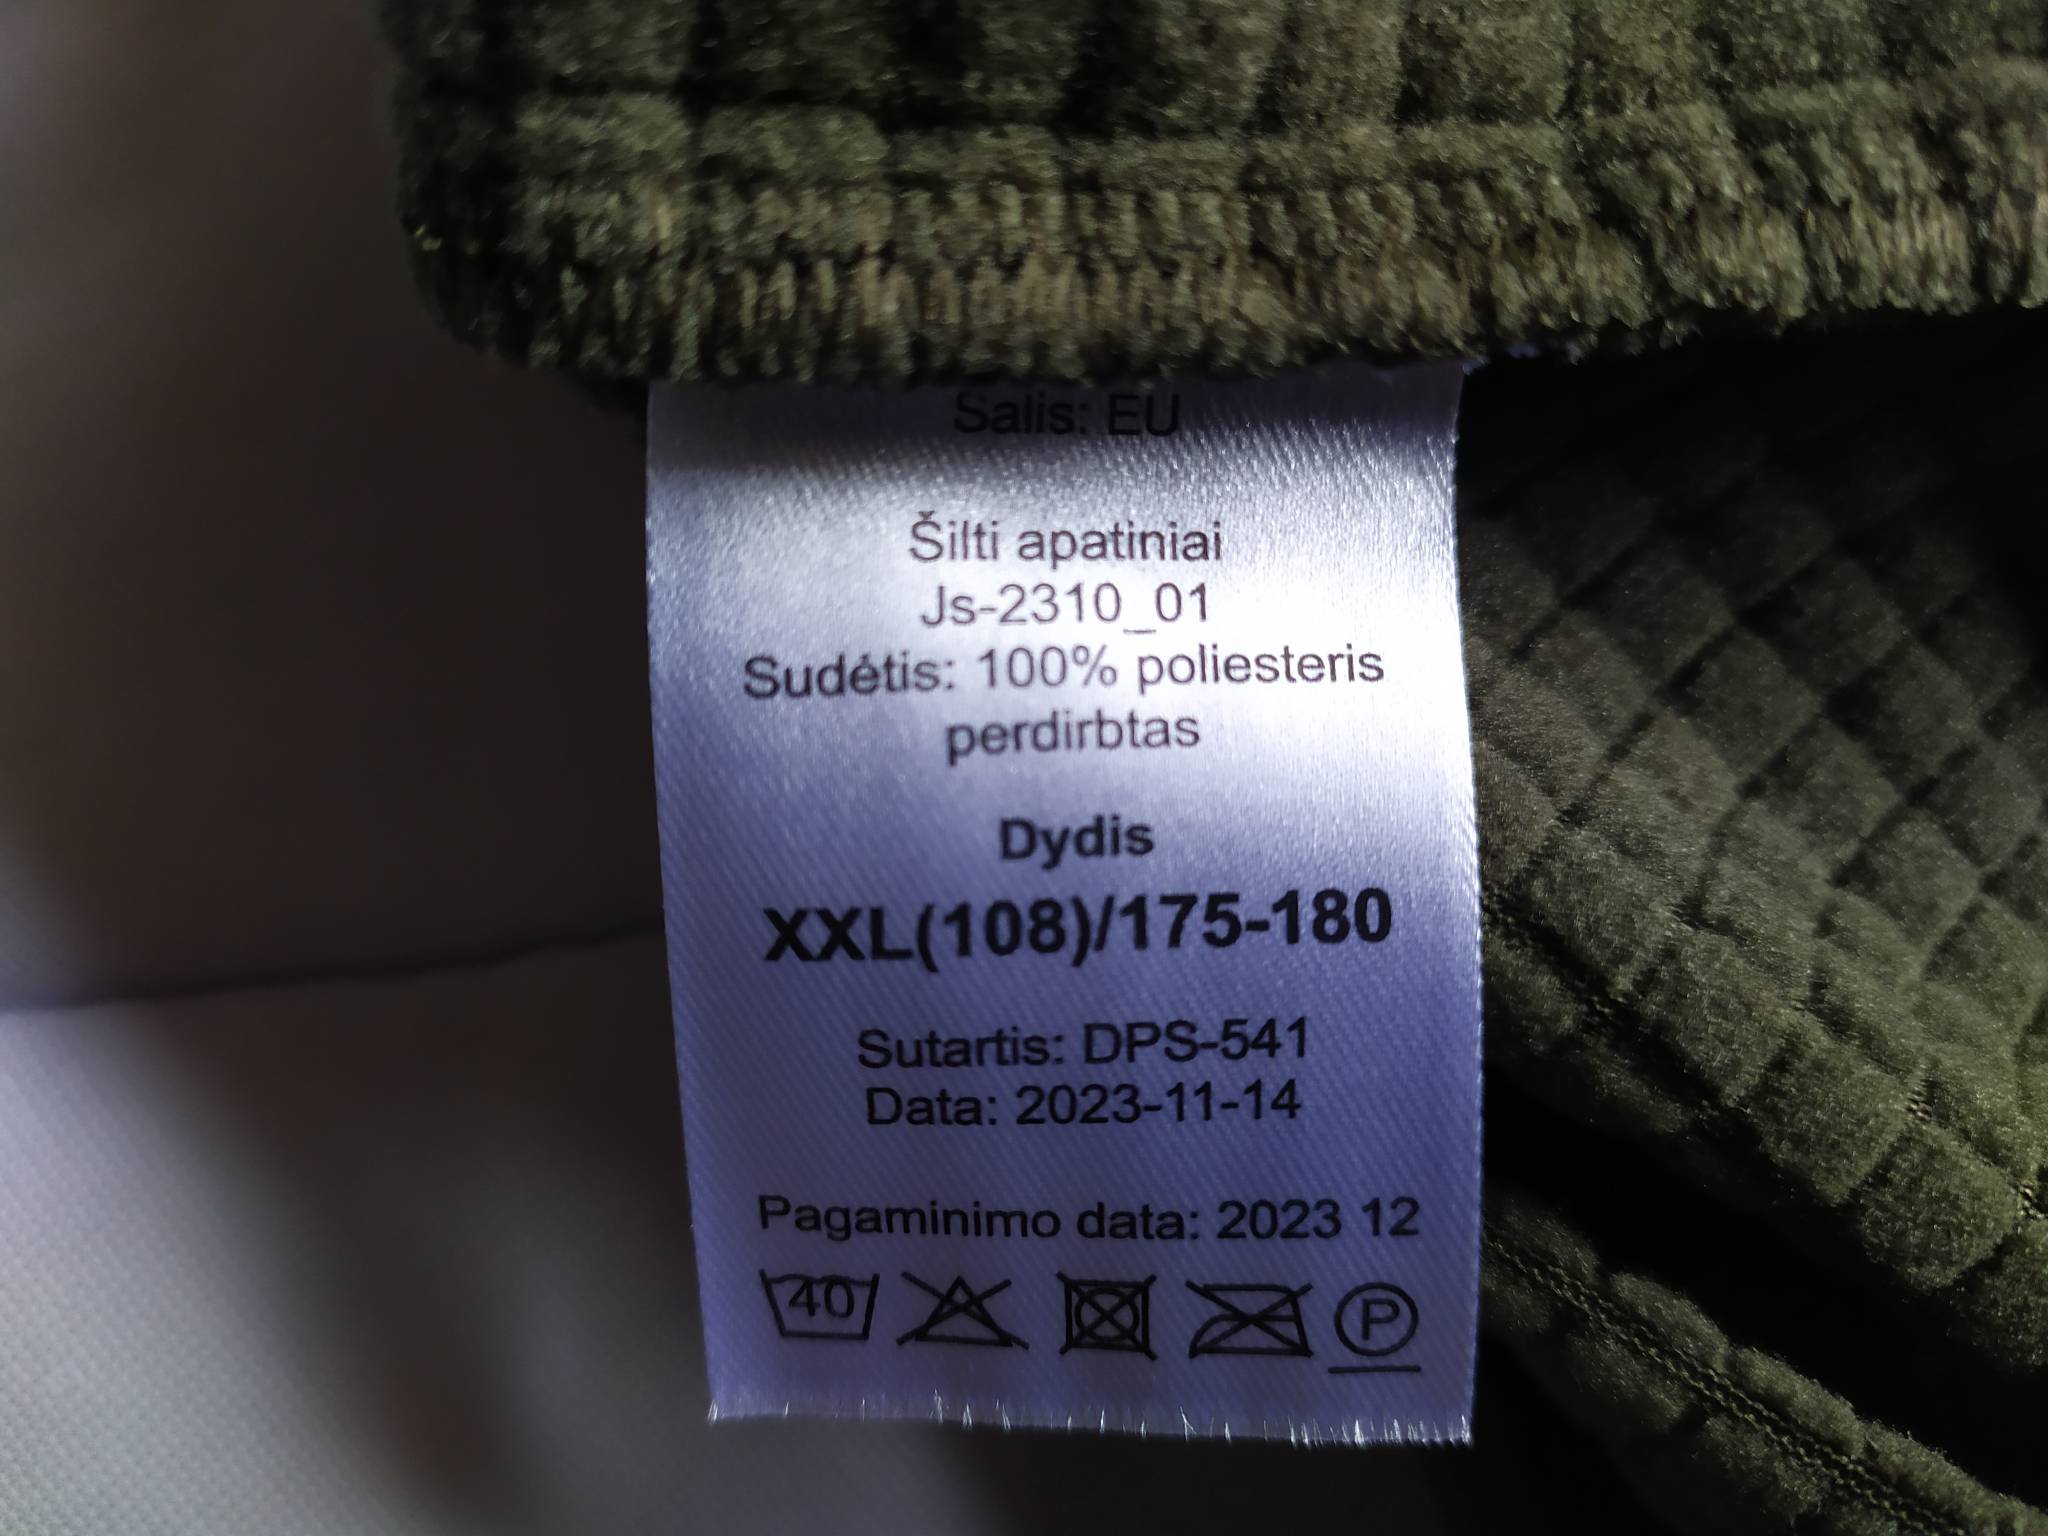 Šalis: EU
Šilti apatiniai
Js-2310_01
Sudėtis: 100% poliesteris
perdirbtas
Dydis
XXL(108)/175-180
Sutartis: DPS-541
Data: 2023-11-14
Pagaminimo data: 2023 12
40 P